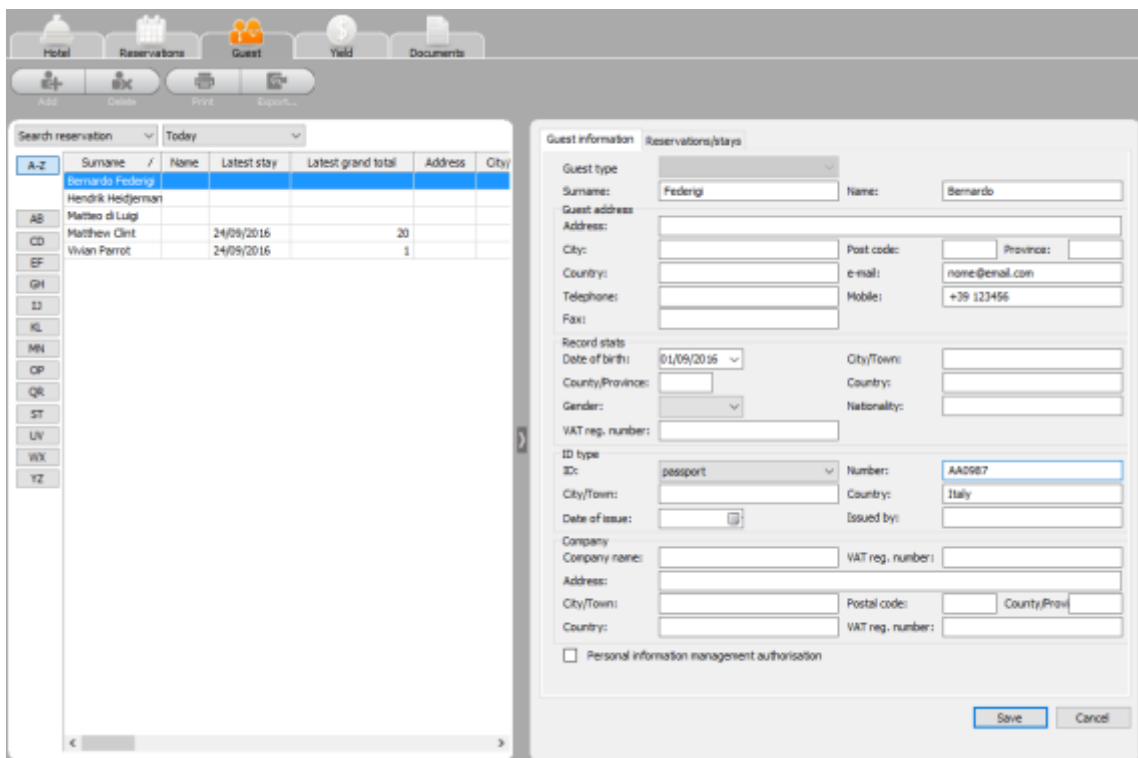 Hotel Reservations Guest Yield Documents
Add Delete Print Export...
Search reservation Today
A-Z Surname / Name Latest stay Latest grand total Address City/
Bernardo Federigi
Hendrik Heidjerman
AB Matteo di Luigi
CD Matthew Clint 24/09/2016 20
EF Vivian Parrot 24/09/2016 1
GH
IJ
KL
MN
OP
QR
ST
UV
WX
YZ
Guest information Reservations/stays
Guest type
Surname: Federigi Name: Bernardo
Guest address
Address:
City: Post code: Province:
Country: e-mail: nome@email.com
Telephone: Mobile: +39 123456
Fax:
Record stats
Date of birth: 01/09/2016 City/Town:
County/Province: Country:
Gender: Nationality:
VAT reg. number:
ID type
ID: passport Number: AA0987
City/Town: Country: Italy
Date of issue: Issued by:
Company
Company name: VAT reg. number:
Address:
City/Town: Postal code: County/Provi
Country: VAT reg. number:
Personal information management authorisation
Save Cancel